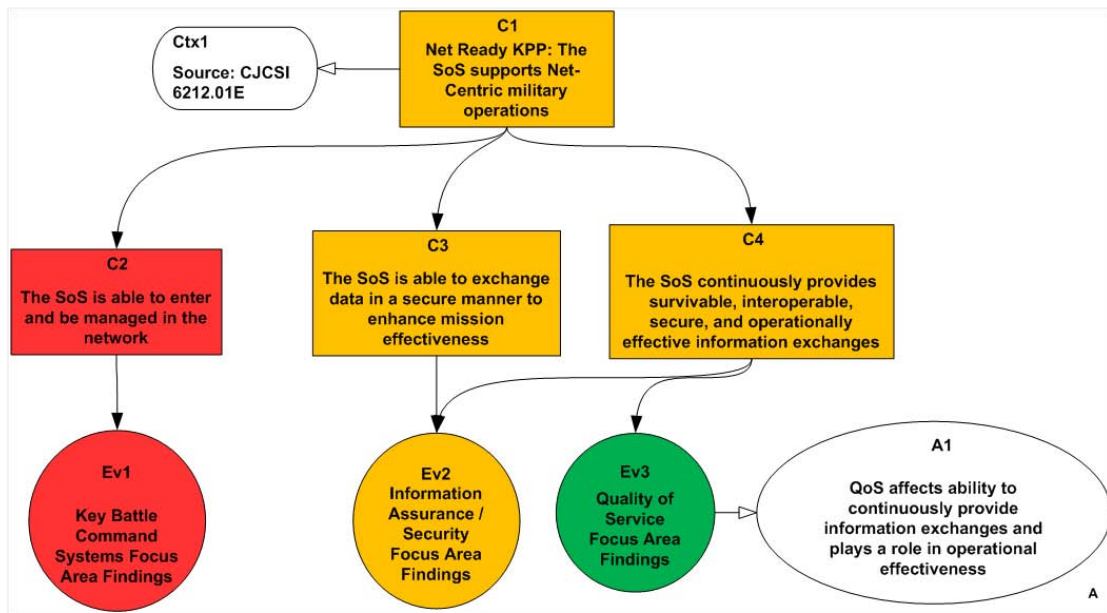 Ctx1
Source: CJCSI
6212.01E
C1
Net Ready KPP: The
SoS supports Net-
Centric military
operations
C2
The SoS is able to enter
and be managed in the
network
C3
The SoS is able to exchange
data in a secure manner to
enhance mission
effectiveness
C4
The SoS continuously provides
survivable, interoperable,
secure, and operationally
effective information exchanges
Ev1
Key Battle
Command
Systems Focus
Area Findings
Ev2
Information
Assurance /
Security
Focus Area
Findings
Ev3
Quality of
Service
Focus Area
Findings
A1
QoS affects ability to
continuously provide
information exchanges and
plays a role in operational
effectiveness
A